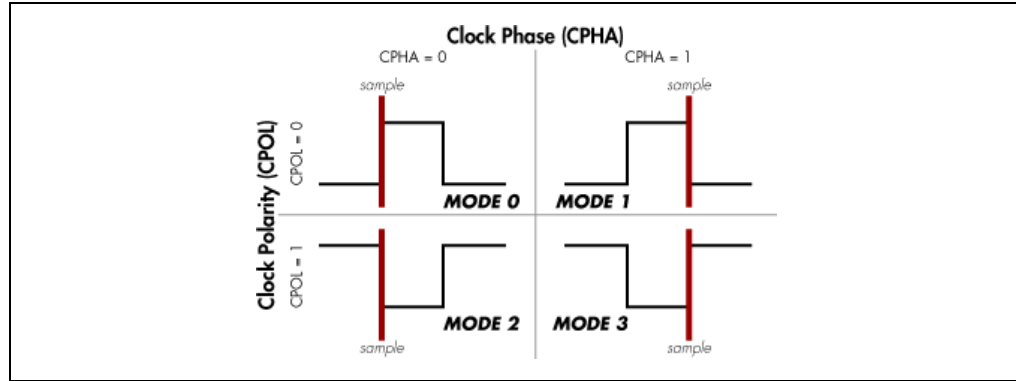 Clock Phase (CPHA)
CPHA = 0
CPHA = 1
sample
sample
Clock Polarity (CPOL)
CPOL = 0
MODE 0
MODE 1
CPOL = 1
MODE 2
MODE 3
sample
sample